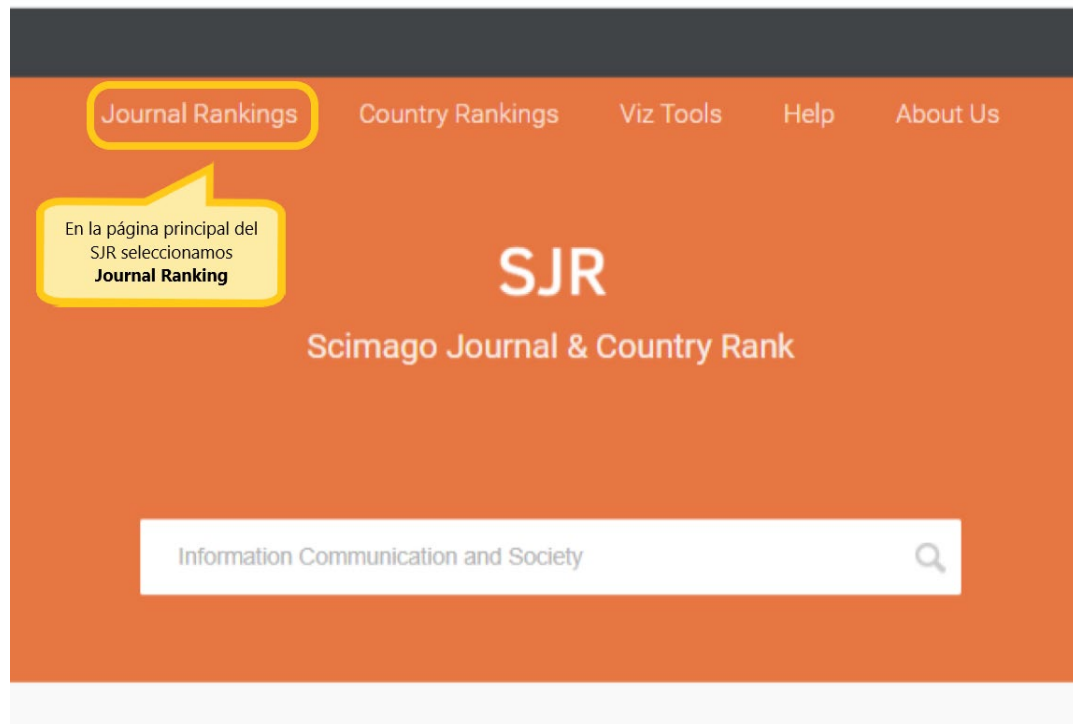 Journal Rankings Country Rankings Viz Tools Help About Us
En la página principal del
SJR seleccionamos
Journal Ranking
SJR
Scimago Journal & Country Rank
Information Communication and Society